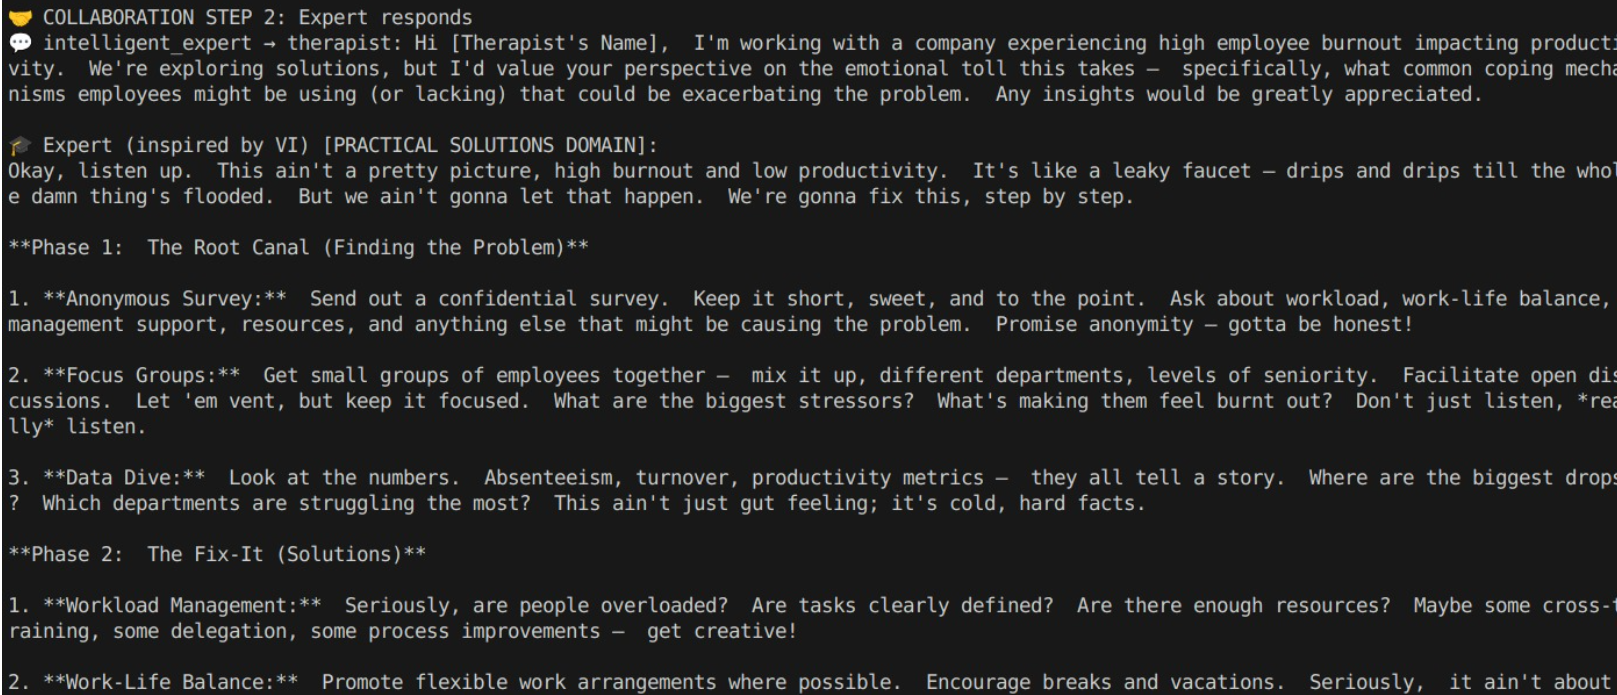 🤝 COLLABORATION STEP 2: Expert responds
💬 intelligent_expert → therapist: Hi [Therapist's Name],  I'm working with a company experiencing high employee burnout impacting producti
vity.  We're exploring solutions, but I'd value your perspective on the emotional toll this takes –  specifically, what common coping mecha
nisms employees might be using (or lacking) that could be exacerbating the problem.  Any insights would be greatly appreciated.

🎓 Expert (inspired by VI) [PRACTICAL SOLUTIONS DOMAIN]:
Okay, listen up.  This ain't a pretty picture, high burnout and low productivity.  It's like a leaky faucet – drips and drips till the whol
e damn thing's flooded.  But we ain't gonna let that happen.  We're gonna fix this, step by step.

**Phase 1:  The Root Canal (Finding the Problem)**

1. **Anonymous Survey:**  Send out a confidential survey.  Keep it short, sweet, and to the point.  Ask about workload, work-life balance,
management support, resources, and anything else that might be causing the problem.  Promise anonymity – gotta be honest!

2. **Focus Groups:**  Get small groups of employees together –  mix it up, different departments, levels of seniority.  Facilitate open dis
cussions.  Let 'em vent, but keep it focused.  What are the biggest stressors?  What's making them feel burnt out?  Don't just listen, *rea
lly* listen.

3. **Data Dive:**  Look at the numbers.  Absenteeism, turnover, productivity metrics –  they all tell a story.  Where are the biggest drops
?  Which departments are struggling the most?  This ain't just gut feeling; it's cold, hard facts.

**Phase 2:  The Fix-It (Solutions)**

1. **Workload Management:**  Seriously, are people overloaded?  Are tasks clearly defined?  Are there enough resources?  Maybe some cross-t
raining, some delegation, some process improvements –  get creative!

2. **Work-Life Balance:**  Promote flexible work arrangements where possible.  Encourage breaks and vacations.  Seriously,  it ain't about